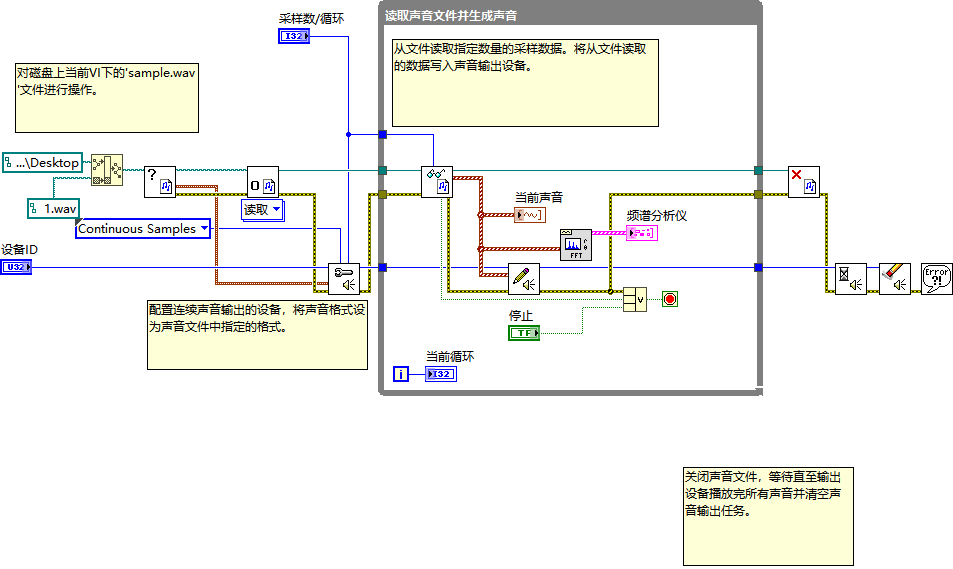 采样数/循环
I32
读取声音文件并生成声音
从文件读取指定数量的采样数据。将从文件读取
的数据写入声音输出设备。
对磁盘上当前VI下的'sample.wav
'文件进行操作。
...\Desktop
?
O
读取
1.wav
Continuous Samples
设备ID
U32
配置连续声音输出的设备，将声音格式设
为声音文件中指定的格式。
当前声音
频谱分析仪
FFT
停止
TF
v
当前循环
i
I32
Error
?!
关闭声音文件，等待直至输出
设备播放完所有声音并清空声
音输出任务。